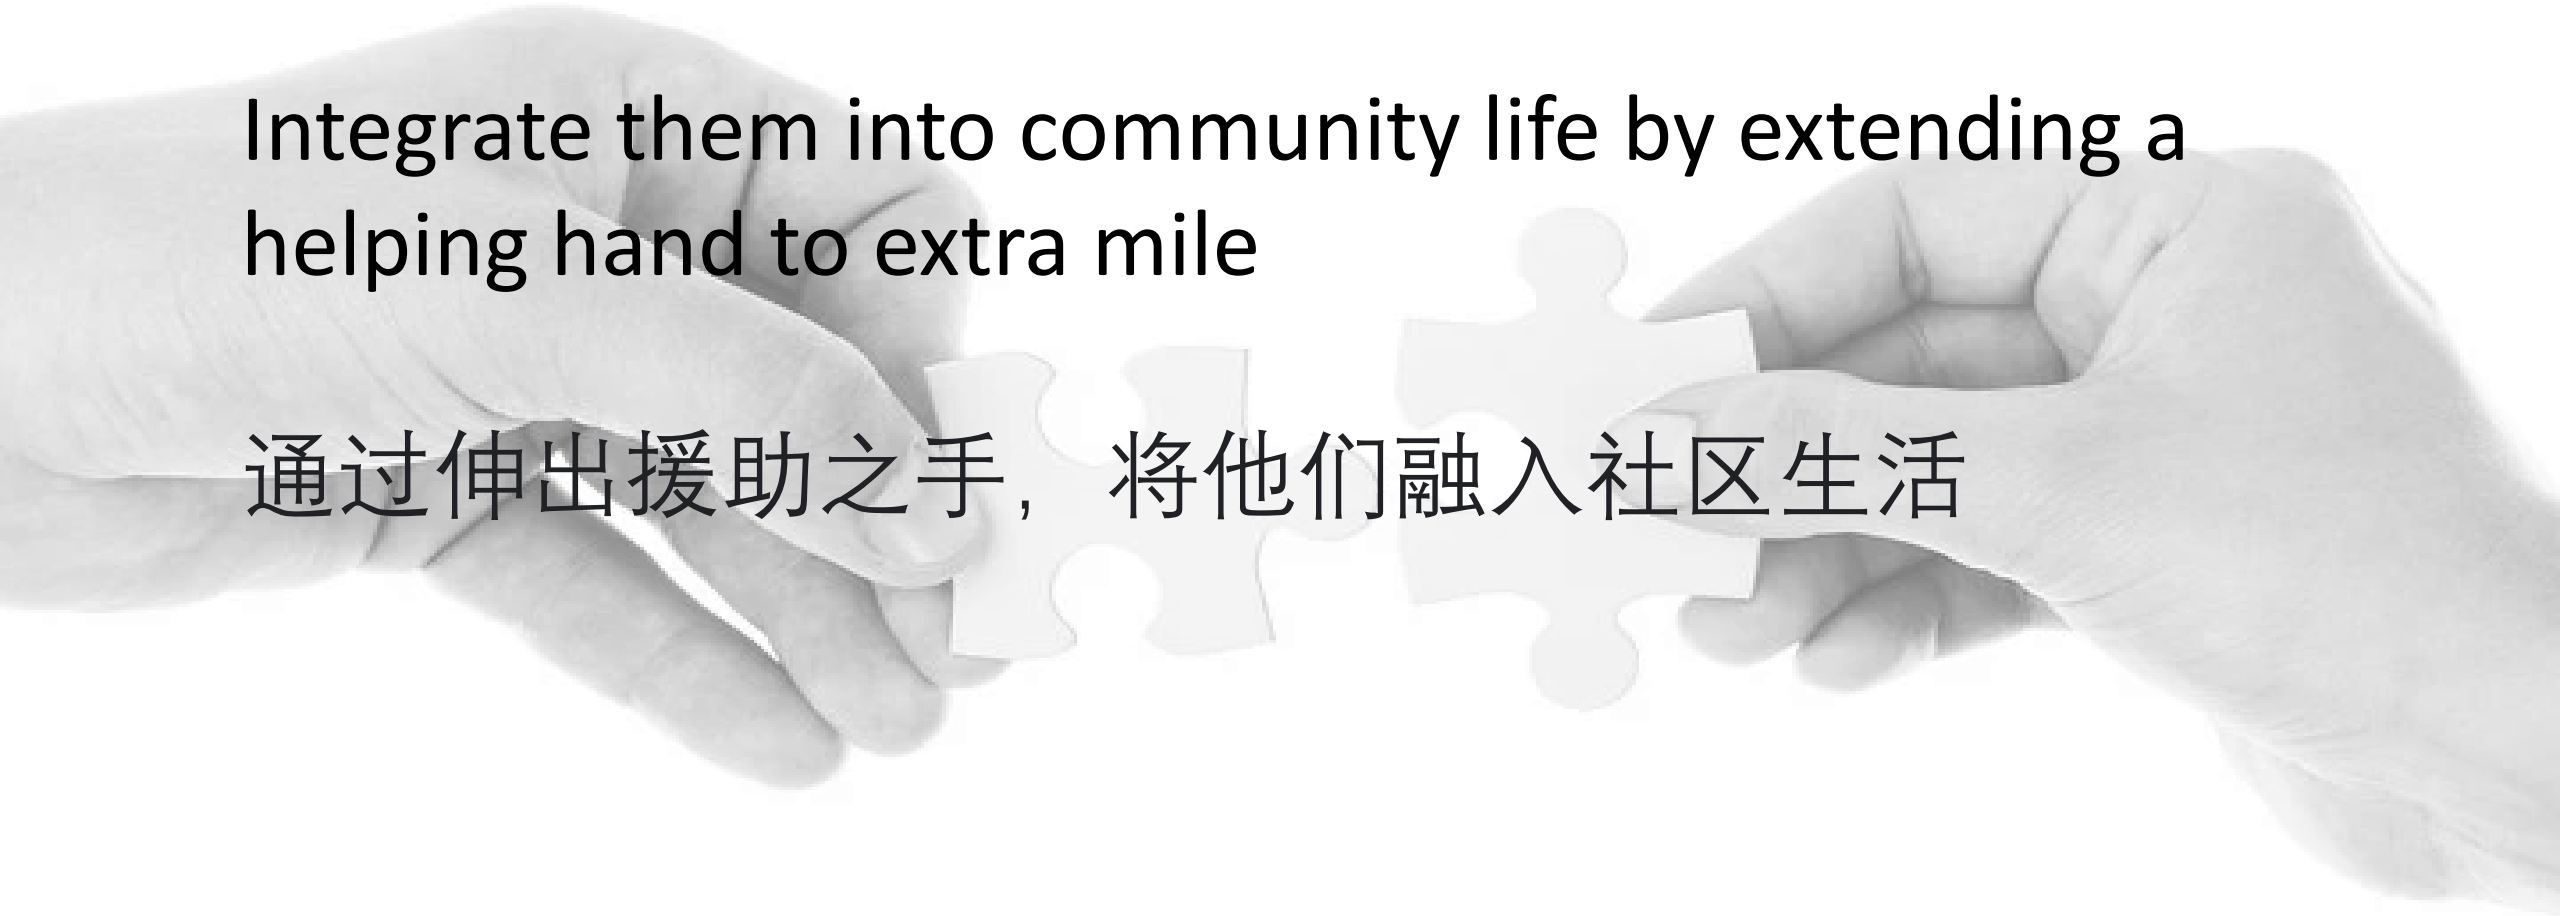 Integrate them into community life by extending a
helping hand to extra mile
通过伸出援助之手，将他们融入社区生活